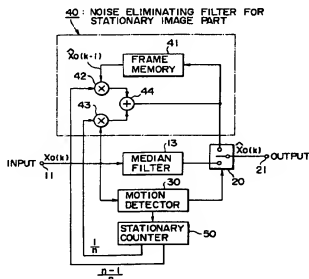 40: NOISE ELIMINATING FILTER FOR
STATIONARY IMAGE PART
X̂o(k-1)
41
FRAME
MEMORY
42
43
44
INPUT
Xo(k)
11
13
MEDIAN
FILTER
X̂o(k)
OUTPUT
21
20
30
MOTION
DETECTOR
50
STATIONARY
COUNTER
1/n
n-1/n